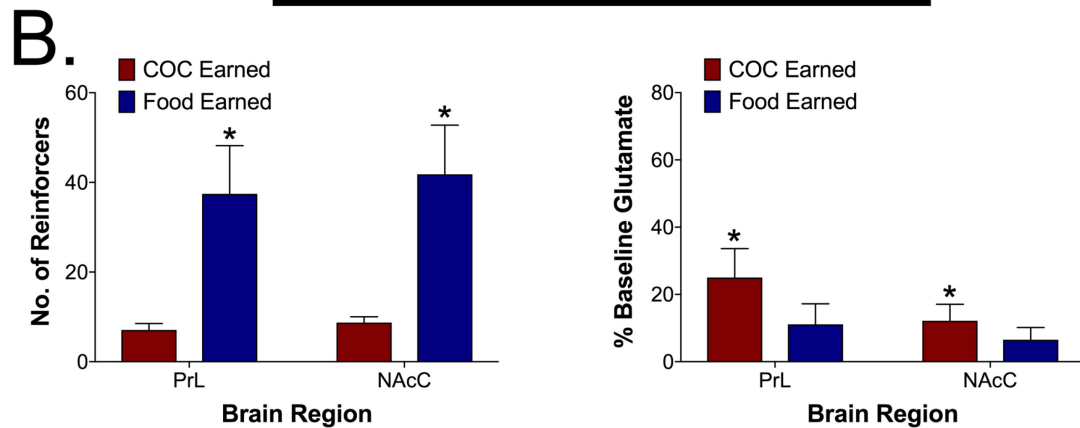 B.
COC Earned
Food Earned
No. of Reinforcers
60
40
20
0
*
*
PrL
NAcC
Brain Region
COC Earned
Food Earned
% Baseline Glutamate
80
60
40
20
0
*
*
PrL
NAcC
Brain Region